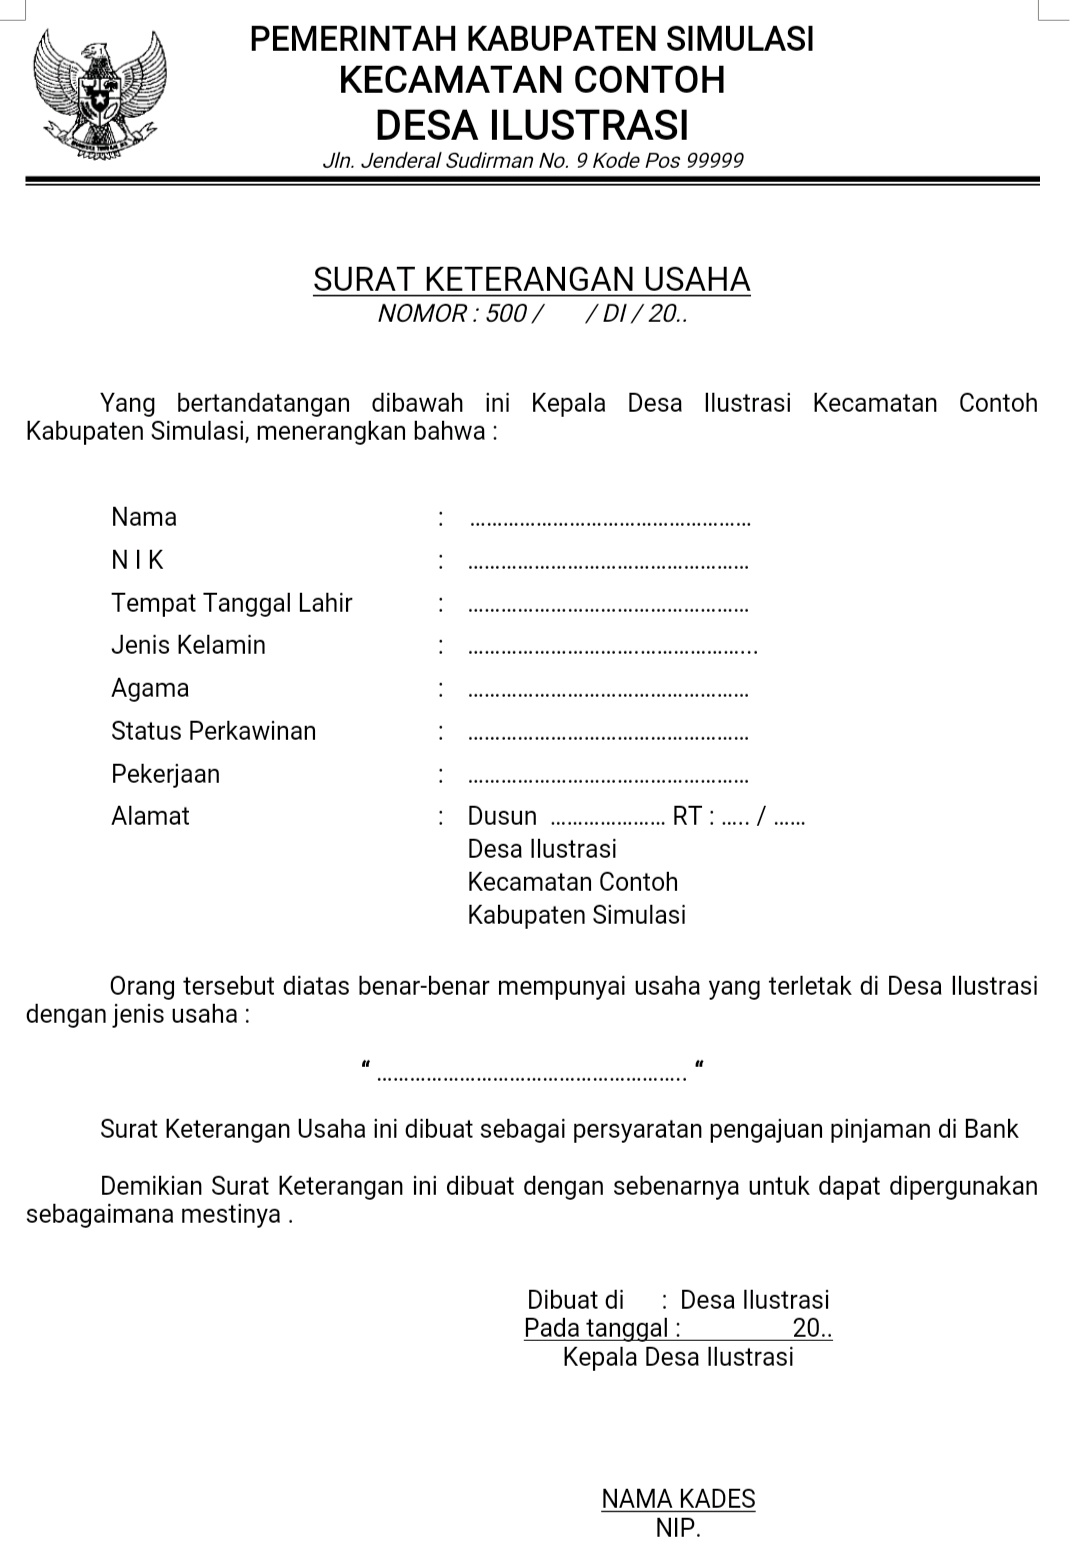 PEMERINTAH KABUPATEN SIMULASI
KECAMATAN CONTOH
DESA ILUSTRASI
Jln. Jenderal Sudirman No. 9 Kode Pos 99999
SURAT KETERANGAN USAHA
NOMOR : 500 /      / DI / 20..
Yang bertandatangan dibawah ini Kepala Desa Ilustrasi Kecamatan Contoh
Kabupaten Simulasi, menerangkan bahwa :
Nama : ……………………………………………
N I K : ……………………………………………
Tempat Tanggal Lahir : ……………………………………………
Jenis Kelamin : ………………………….………………...
Agama : ……………………………………………
Status Perkawinan : ……………………………………………
Pekerjaan : ……………………………………………
Alamat : Dusun ………………… RT : ….. / ……
Desa Ilustrasi
Kecamatan Contoh
Kabupaten Simulasi
Orang tersebut diatas benar-benar mempunyai usaha yang terletak di Desa Ilustrasi
dengan jenis usaha :
“ ……………………………………………….. “
Surat Keterangan Usaha ini dibuat sebagai persyaratan pengajuan pinjaman di Bank
Demikian Surat Keterangan ini dibuat dengan sebenarnya untuk dapat dipergunakan
sebagaimana mestinya .
Dibuat di : Desa Ilustrasi
Pada tanggal : 20..
Kepala Desa Ilustrasi
NAMA KADES
NIP.